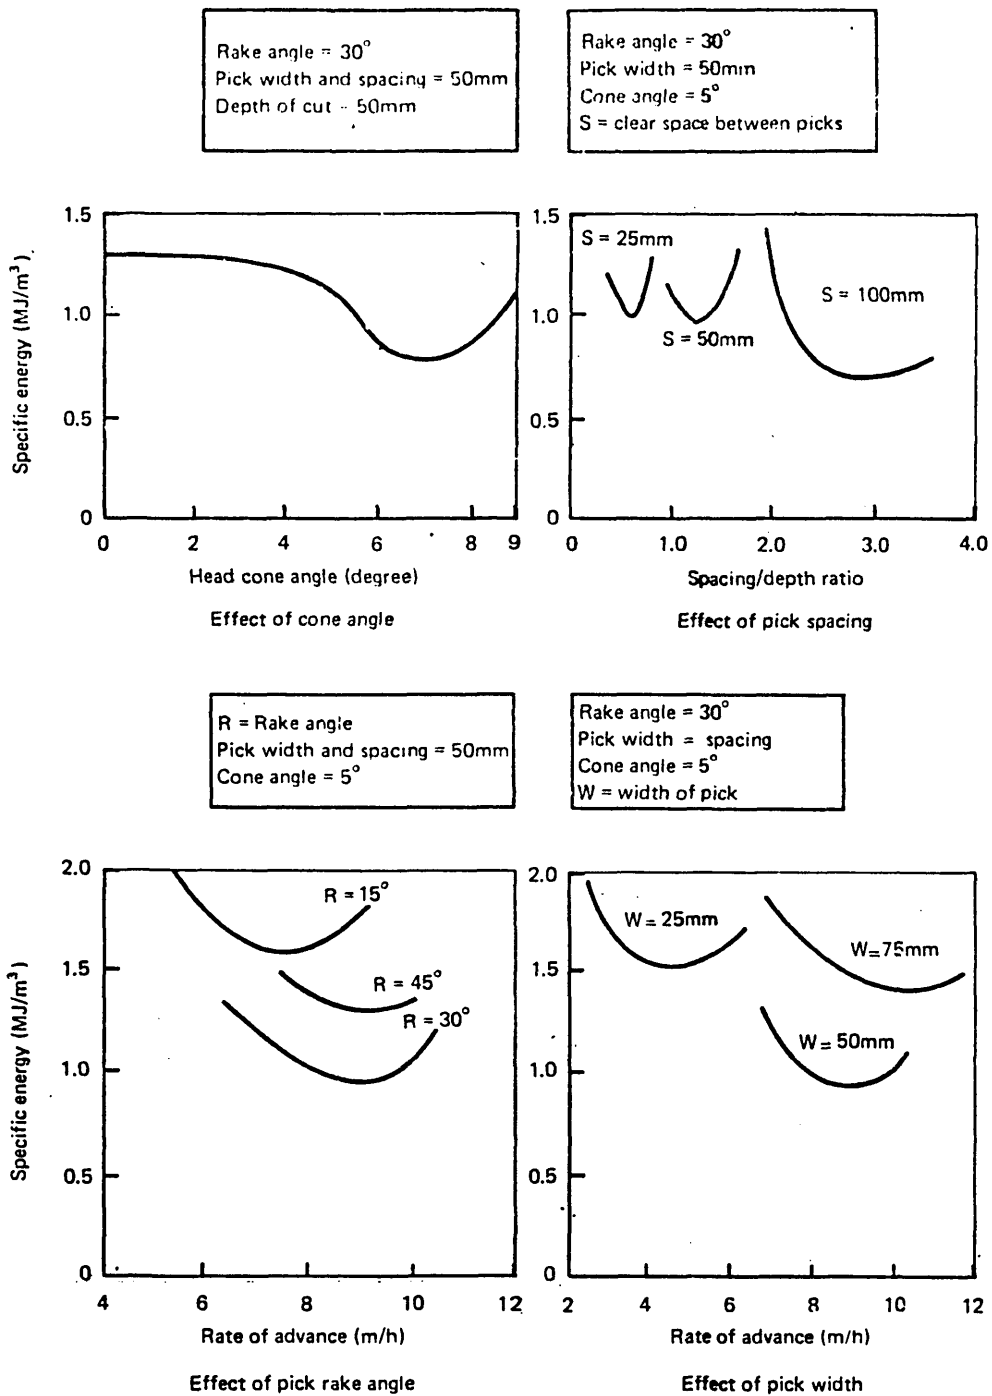 Rake angle = 30°
Pick width and spacing = 50mm
Depth of cut - 50mm
Rake angle = 30°
Pick width = 50mm
Cone angle = 5°
S = clear space between picks
Specific energy (MJ/m³)
1.5
1.0
0.5
0
0
2
4
6
8
9
Head cone angle (degree)
Effect of cone angle
1.5
1.0
0.5
0
S = 25mm
S = 50mm
S = 100mm
0
1.0
2.0
3.0
4.0
Spacing/depth ratio
Effect of pick spacing
R = Rake angle
Pick width and spacing = 50mm
Cone angle = 5°
Rake angle = 30°
Pick width = spacing
Cone angle = 5°
W = width of pick
Specific energy (MJ/m³)
2.0
1.5
1.0
0.5
0
R = 15°
R = 45°
R = 30°
4
6
8
10
12
Rate of advance (m/h)
Effect of pick rake angle
2.0
1.5
1.0
0.5
0
W = 25mm
W = 75mm
W = 50mm
2
4
6
8
10
12
Rate of advance (m/h)
Effect of pick width